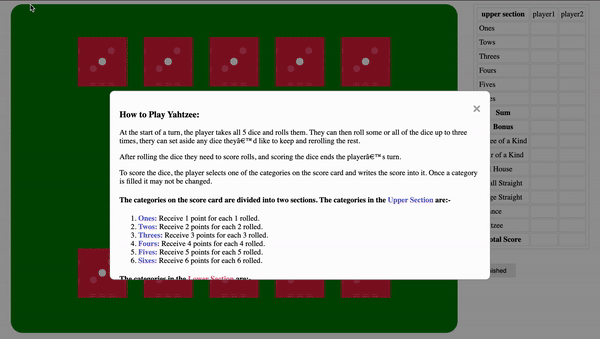 upper section player1 player2
Ones
Tows
Threes
Fours
Fives
es
Sum
Bonus
ee of a Kind
r of a Kind
House
all Straight
ge Straight
ance
tzee
otal Score
ished
×
How to Play Yahtzee:
At the start of a turn, the player takes all 5 dice and rolls them. They can then roll some or all of the dice up to three
times, they can set aside any dice theyâ€™d like to keep and rerolling the rest.
After rolling the dice they need to score rolls, and scoring the dice ends the playerâ€™s turn.
To score the dice, the player selects one of the categories on the score card and writes the score into it. Once a category
is filled it may not be changed.
The categories on the score card are divided into two sections. The categories in the Upper Section are:-
1. Ones: Receive 1 point for each 1 rolled.
2. Twos: Receive 2 points for each 2 rolled.
3. Threes: Receive 3 points for each 3 rolled.
4. Fours: Receive 4 points for each 4 rolled.
5. Fives: Receive 5 points for each 5 rolled.
6. Sixes: Receive 6 points for each 6 rolled.
The categories in the Lower Section are:-